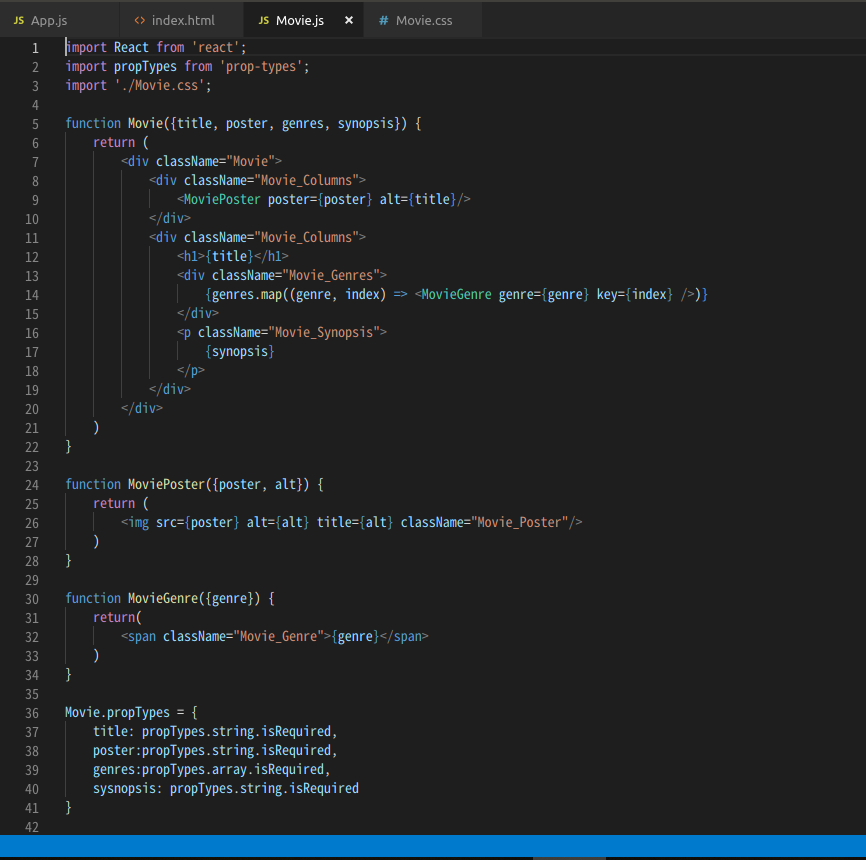 JS App.js <> index.html JS Movie.js × # Movie.css
1 import React from 'react';
2 import propTypes from 'prop-types';
3 import './Movie.css';
4
5 function Movie({title, poster, genres, synopsis}) {
6     return (
7         <div className="Movie">
8             <div className="Movie_Columns">
9                 <MoviePoster poster={poster} alt={title}/>
10             </div>
11             <div className="Movie_Columns">
12                 <h1>{title}</h1>
13                 <div className="Movie_Genres">
14                     {genres.map((genre, index) => <MovieGenre genre={genre} key={index} />)}
15                 </div>
16                 <p className="Movie_Synopsis">
17                     {synopsis}
18                 </p>
19             </div>
20         </div>
21     )
22 }
23
24 function MoviePoster({poster, alt}) {
25     return (
26         <img src={poster} alt={alt} title={alt} className="Movie_Poster"/>
27     )
28 }
29
30 function MovieGenre({genre}) {
31     return(
32         <span className="Movie_Genre">{genre}</span>
33     )
34 }
35
36 Movie.propTypes = {
37     title: propTypes.string.isRequired,
38     poster:propTypes.string.isRequired,
39     genres:propTypes.array.isRequired,
40     sysnopsis: propTypes.string.isRequired
41 }
42